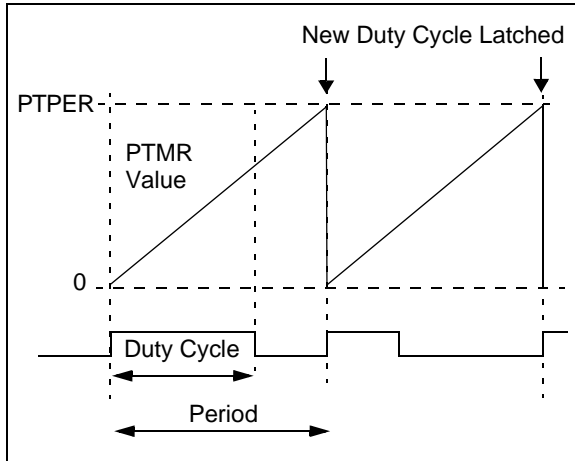 New Duty Cycle Latched
PTPER
PTMR
Value
0
Duty Cycle
Period